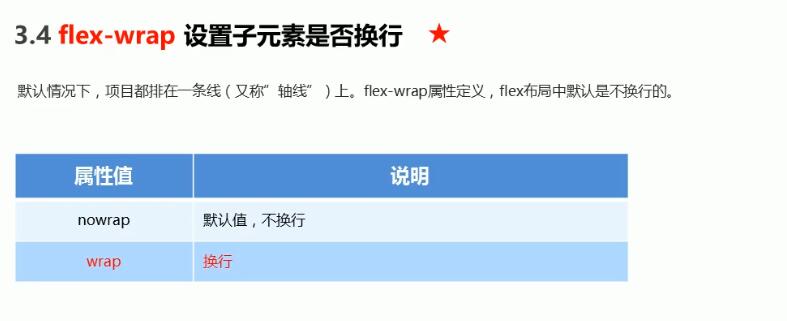 3.4 flex-wrap 设置子元素是否换行 ★
默认情况下，项目都排在一条线（又称”轴线”）上。flex-wrap属性定义，flex布局中默认是不换行的。
属性值 说明
nowrap 默认值，不换行
wrap 换行